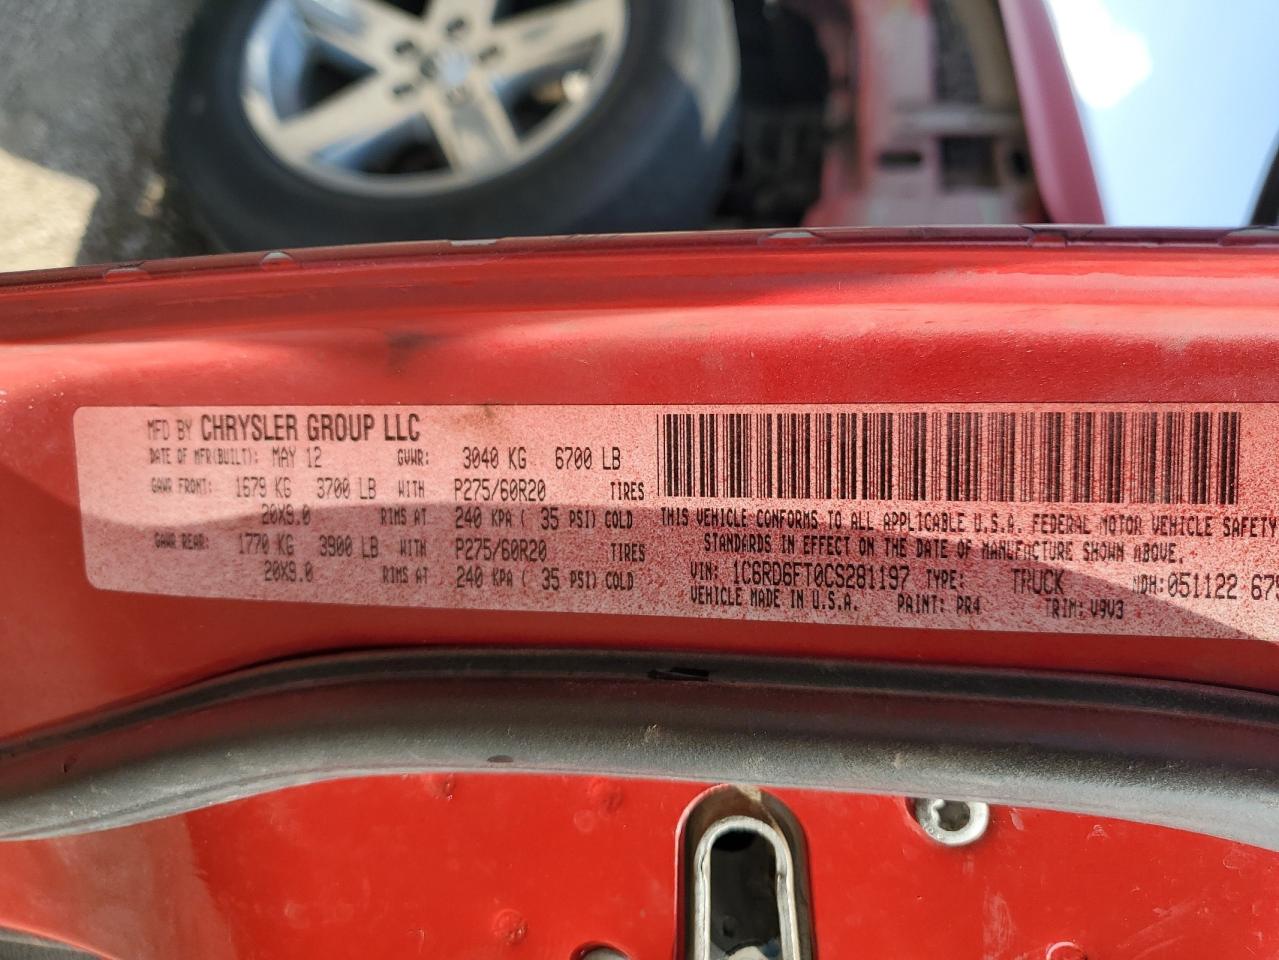 MFD BY CHRYSLER GROUP LLC
DATE OF MFR(BUILT): MAY 12 GVWR: 3040 KG 6700 LB
GAWR FRONT: 1679 KG 3700 LB WITH P275/60R20 TIRES
20X9.0 RIMS AT 240 KPA ( 35 PSI) COLD
GAWR REAR: 1770 KG 3900 LB WITH P275/60R20 TIRES
20X9.0 RIMS AT 240 KPA ( 35 PSI) COLD
THIS VEHICLE CONFORMS TO ALL APPLICABLE U.S.A. FEDERAL MOTOR VEHICLE SAFETY
STANDARDS IN EFFECT ON THE DATE OF MANUFACTURE SHOWN ABOVE.
VIN: 1C6RD6FT0CS281197 TYPE: TRUCK MDH:051122 67
VEHICLE MADE IN U.S.A. PAINT: PR4 TRIM: V9V3